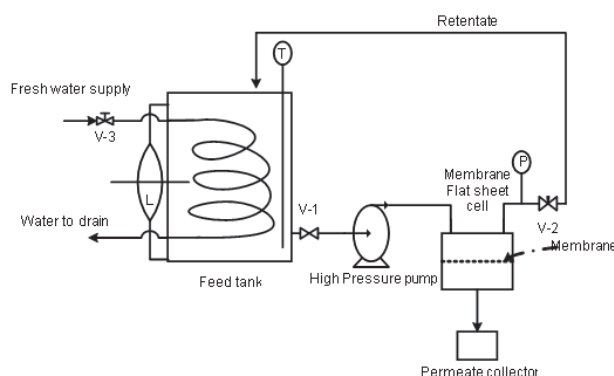 Retentate
T
Fresh water supply
V-3
P
Membrane
Flat sheet
cell
L
V-1
V-2
Water to drain
Membrane
Feed tank
High Pressure pump
Permeate collector